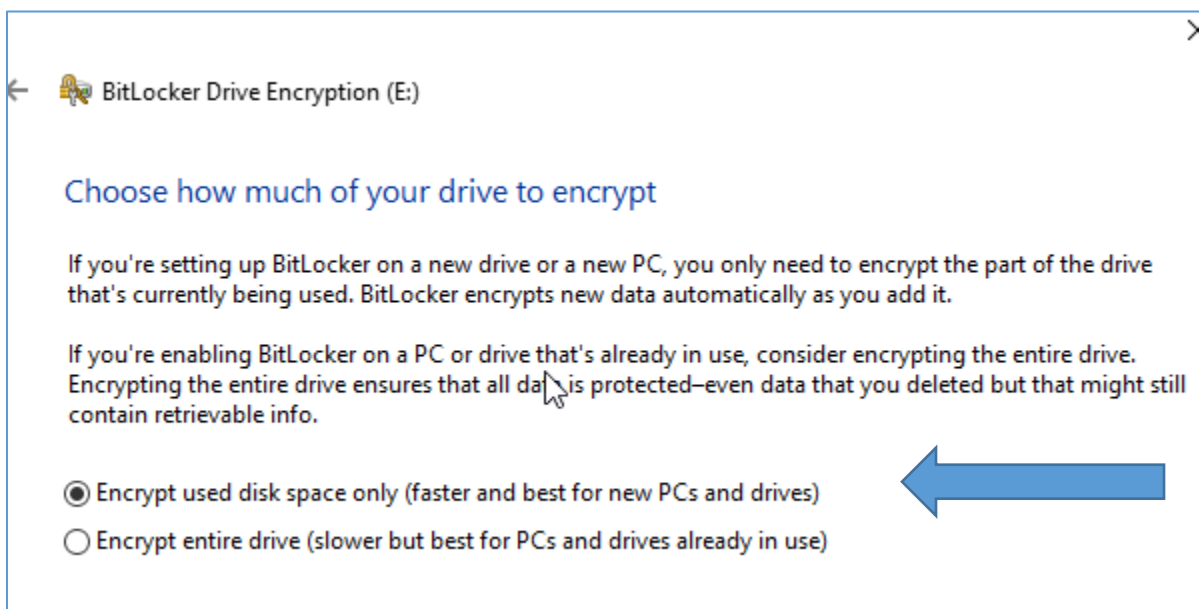 BitLocker Drive Encryption (E:)
Choose how much of your drive to encrypt
If you're setting up BitLocker on a new drive or a new PC, you only need to encrypt the part of the drive
that's currently being used. BitLocker encrypts new data automatically as you add it.
If you're enabling BitLocker on a PC or drive that's already in use, consider encrypting the entire drive.
Encrypting the entire drive ensures that all data is protected–even data that you deleted but that might still
contain retrievable info.
Encrypt used disk space only (faster and best for new PCs and drives)
Encrypt entire drive (slower but best for PCs and drives already in use)